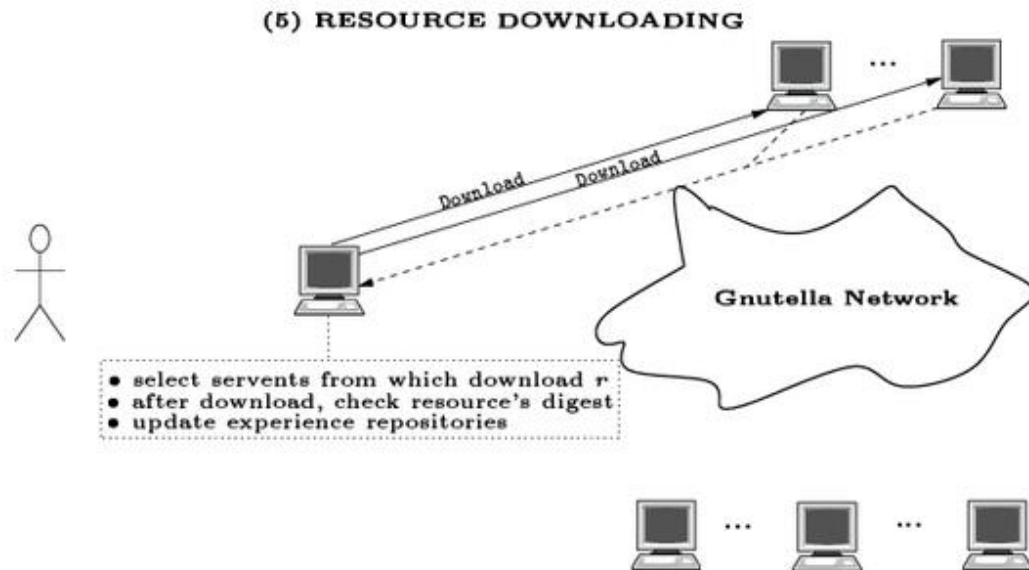 (5) RESOURCE DOWNLOADING
...
Download
Download
Gnutella Network
• select servents from which download r
• after download, check resource's digest
• update experience repositories
... ...